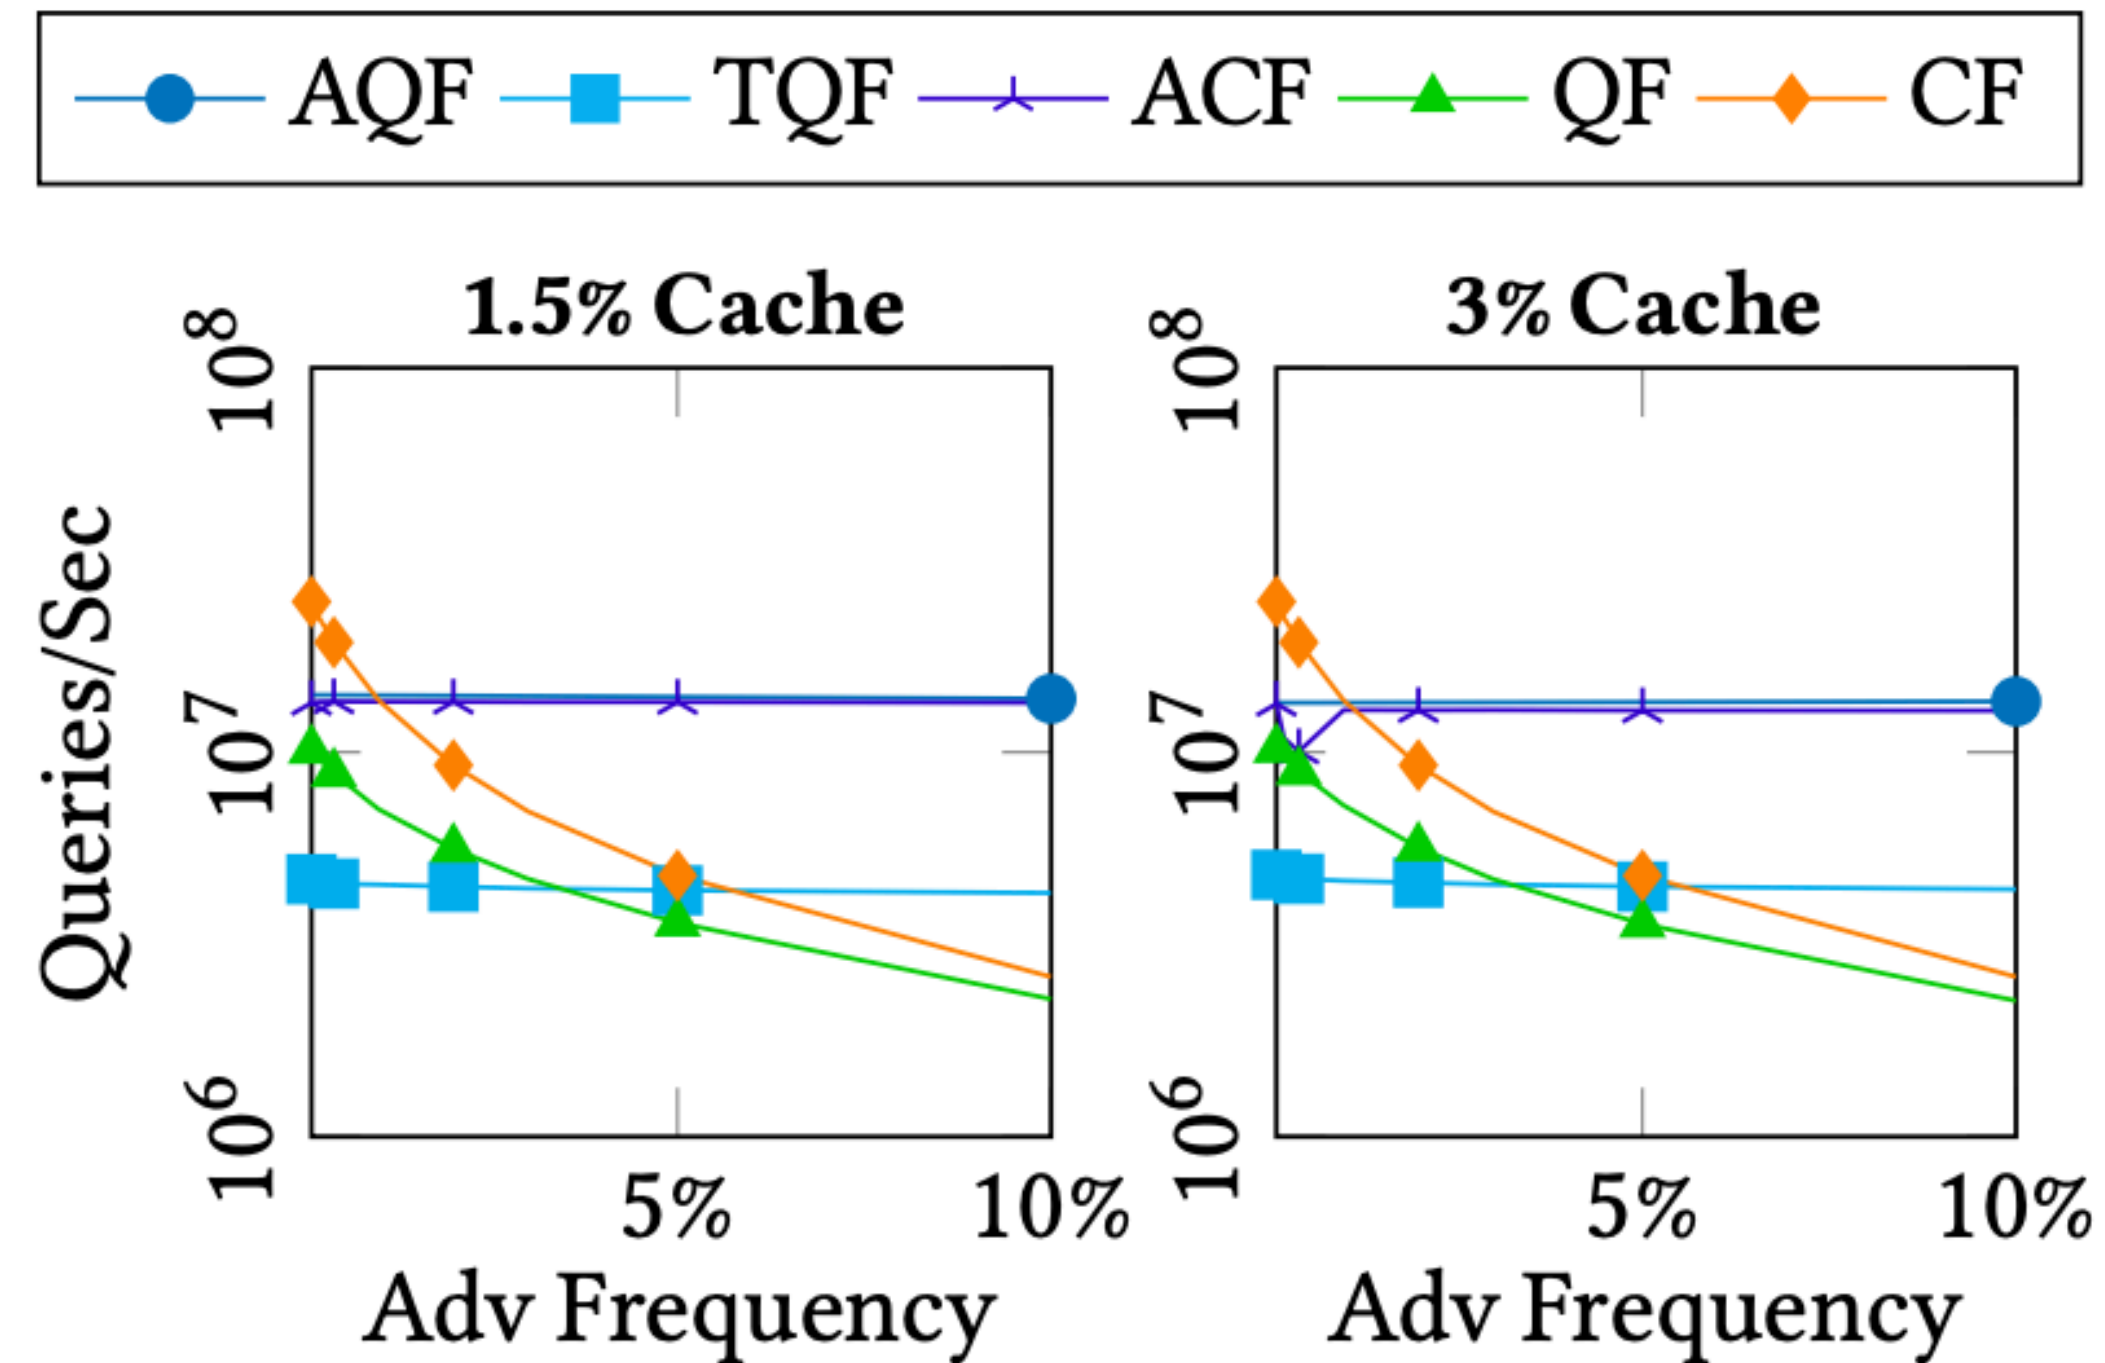 AQF TQF ACF QF CF
1.5% Cache
10^8
10^7
10^6
Queries/Sec
5% 10%
Adv Frequency
3% Cache
10^8
10^7
10^6
5% 10%
Adv Frequency